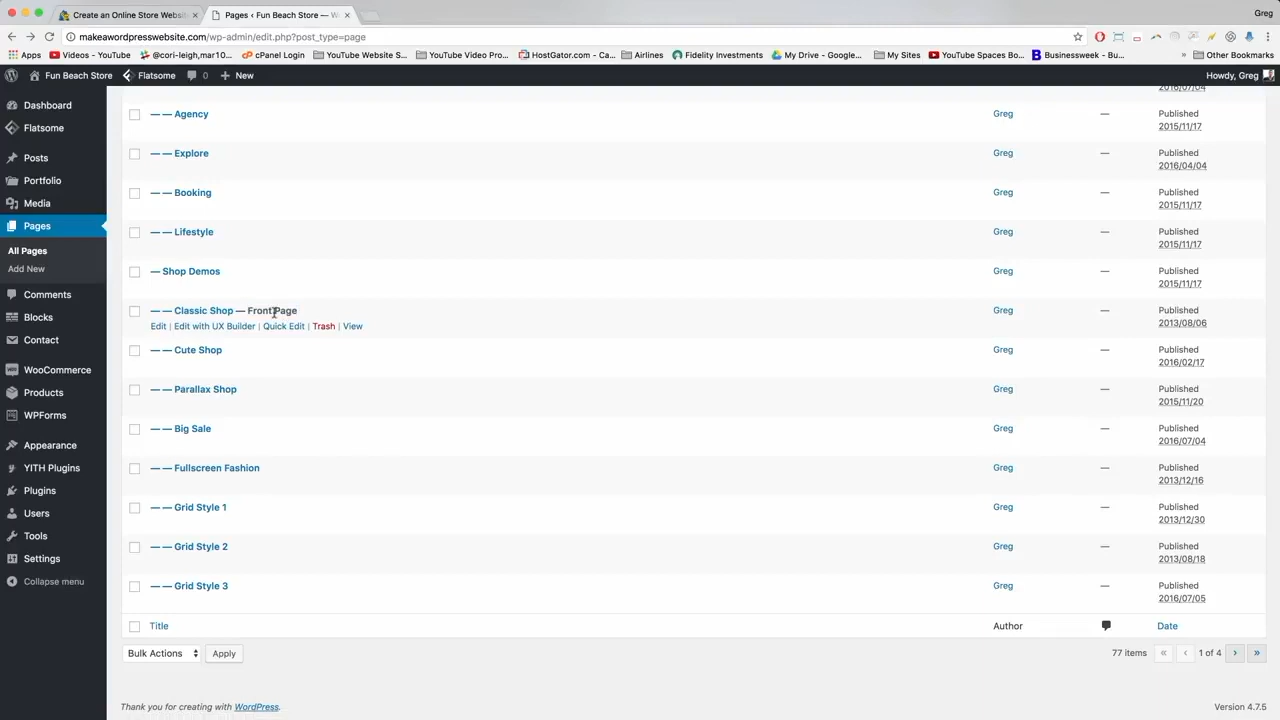 Create an Online Store Websit
Pages ‹ Fun Beach Store — W
Greg
makeawordpresswebsite.com/wp-admin/edit.php?post_type=page
Apps Videos - YouTube @cori-leigh,mar10... cPanel Login YouTube Website S... YouTube Video Pro... HostGator.com - Ca... Airlines Fidelity Investments My Drive - Google... My Sites YouTube Spaces Bo... Businessweek - Bu... » Other Bookmarks
Fun Beach Store Flatsome 0 + New Howdy, Greg
Dashboard
Flatsome
Posts
Portfolio
Media
Pages
All Pages
Add New
Comments
Blocks
Contact
WooCommerce
Products
WPForms
Appearance
YITH Plugins
Plugins
Users
Tools
Settings
Collapse menu
2016/07/04
— — Agency Greg — Published
2015/11/17
— — Explore Greg — Published
2016/04/04
— — Booking Greg — Published
2015/11/17
— — Lifestyle Greg — Published
2015/11/17
— Shop Demos Greg — Published
2015/11/17
— — Classic Shop — Front Page Greg — Published
Edit | Edit with UX Builder | Quick Edit | Trash | View 2013/08/06
— — Cute Shop Greg — Published
2016/02/17
— — Parallax Shop Greg — Published
2015/11/20
— — Big Sale Greg — Published
2016/07/04
— — Fullscreen Fashion Greg — Published
2013/12/16
— — Grid Style 1 Greg — Published
2013/12/30
— — Grid Style 2 Greg — Published
2013/08/18
— — Grid Style 3 Greg — Published
2016/07/05
Title Author Date
Bulk Actions Apply 77 items « ‹ 1 of 4 › »
Thank you for creating with WordPress. Version 4.7.5